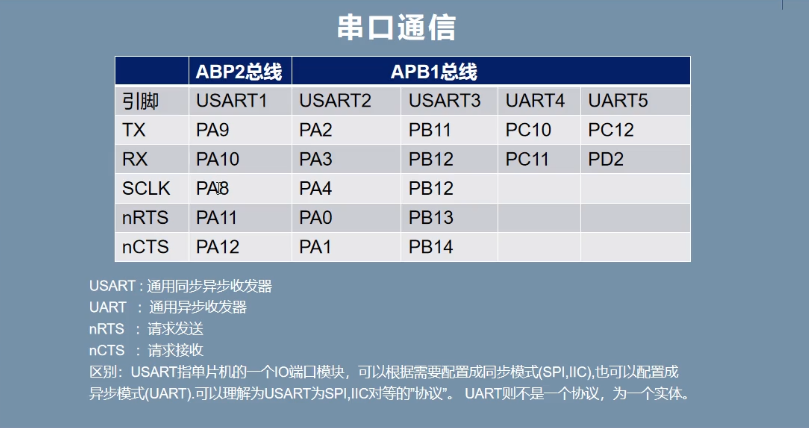 串口通信
ABP2总线 APB1总线
引脚 USART1 USART2 USART3 UART4 UART5
TX PA9 PA2 PB11 PC10 PC12
RX PA10 PA3 PB12 PC11 PD2
SCLK PA8 PA4 PB12
nRTS PA11 PA0 PB13
nCTS PA12 PA1 PB14
USART : 通用同步异步收发器
UART : 通用异步收发器
nRTS : 请求发送
nCTS : 请求接收
区别：USART指单片机的一个IO端口模块，可以根据需要配置成同步模式(SPI,IIC),也可以配置成
异步模式(UART).可以理解为USART为SPI,IIC对等的"协议"。 UART则不是一个协议，为一个实体。